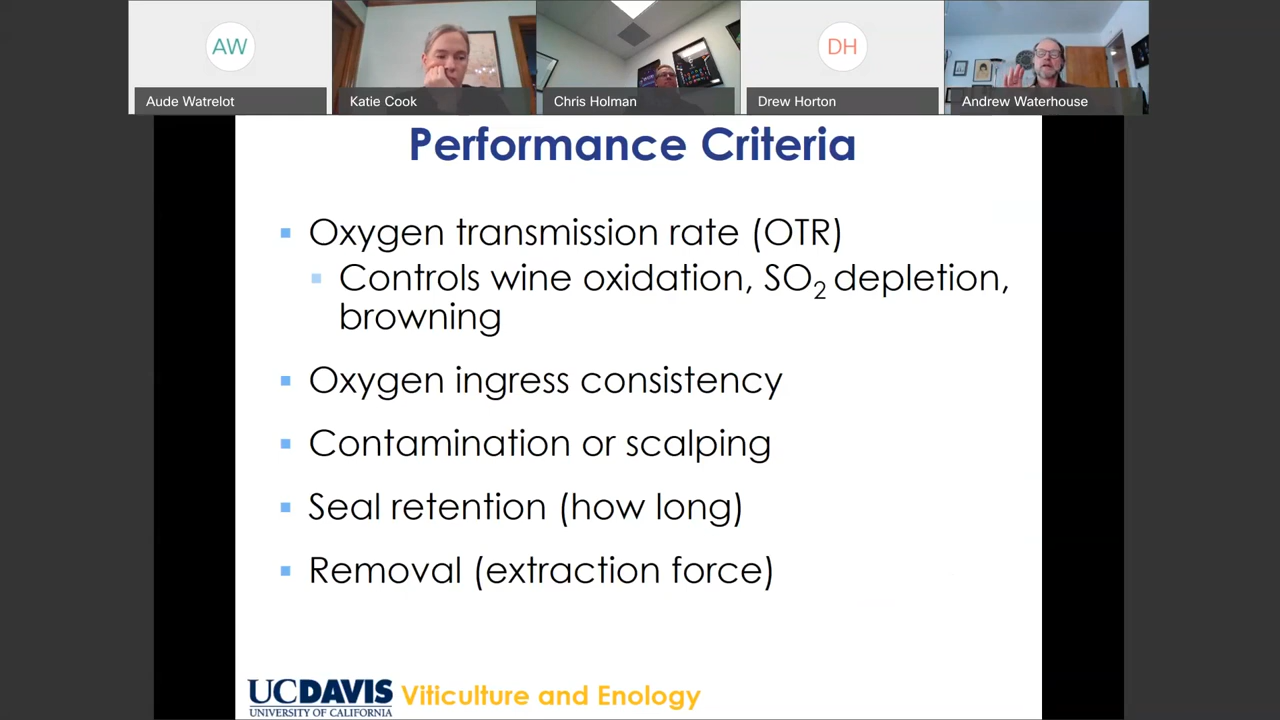 AW
DH
Aude Watrelot
Katie Cook
Chris Holman
Drew Horton
Andrew Waterhouse
Performance Criteria
▪ Oxygen transmission rate (OTR)
▪ Controls wine oxidation, SO₂ depletion,
browning
▪ Oxygen ingress consistency
▪ Contamination or scalping
▪ Seal retention (how long)
▪ Removal (extraction force)
UCDAVIS Viticulture and Enology
UNIVERSITY OF CALIFORNIA